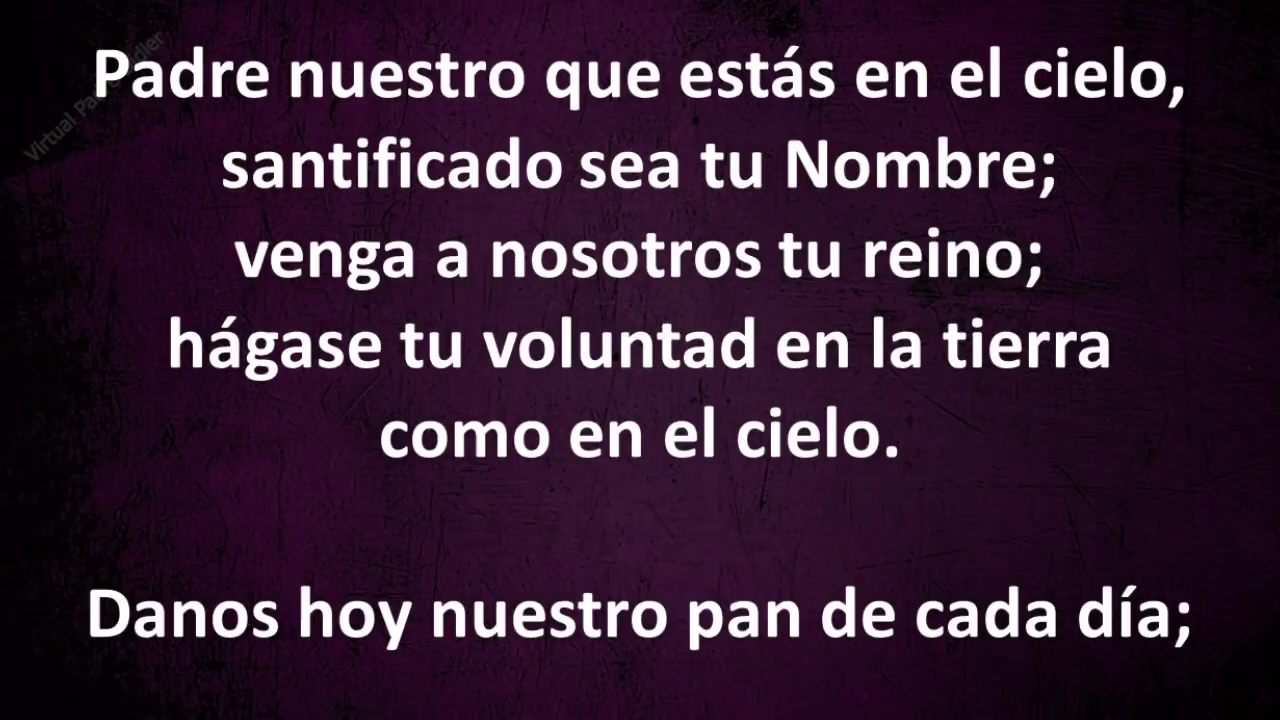 Padre nuestro que estás en el cielo,
santificado sea tu Nombre;
venga a nosotros tu reino;
hágase tu voluntad en la tierra
como en el cielo.
Danos hoy nuestro pan de cada día;
Virtual